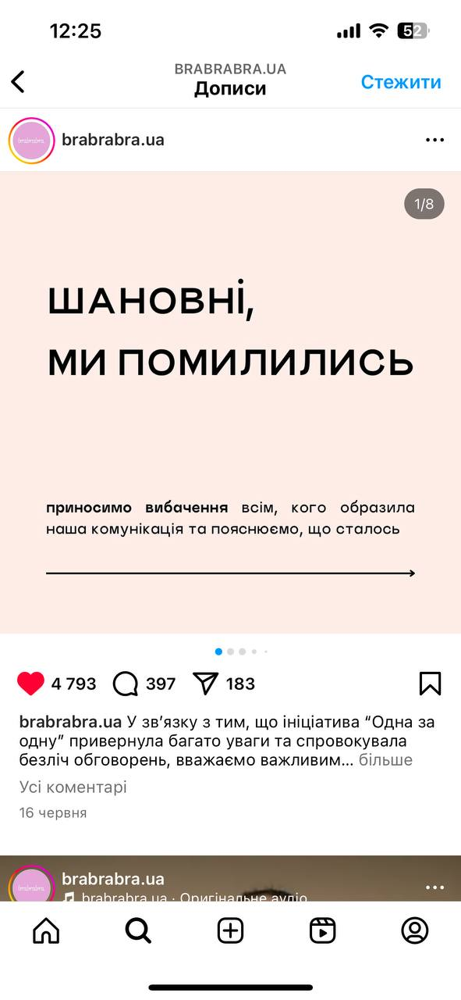 12:25
52
BRABRABRA.UA
Дописи
Стежити
brabrabra
brabrabra.ua
1/8
ШАНОВНі,
МИ ПОМИЛИЛИСЬ
приносимо вибачення всім, кого образила
наша комунікація та пояснюємо, що сталось
4 793
397
183
brabrabra.ua У зв’язку з тим, що ініціатива “Одна за
одну” привернула багато уваги та спровокувала
безліч обговорень, вважаємо важливим... більше
Усі коментарі
16 червня
brabrabra
brabrabra.ua
brabrabra.ua · Оригінальне аудіо